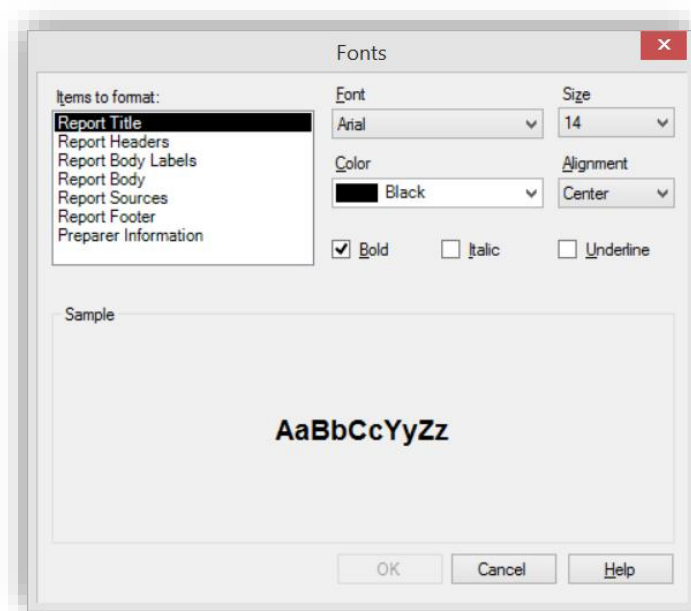 Fonts
Items to format:
Report Title
Report Headers
Report Body Labels
Report Body
Report Sources
Report Footer
Preparer Information
Font
Arial
Size
14
Color
Black
Alignment
Center
Bold
Italic
Underline
Sample
AaBbCcYyZz
OK
Cancel
Help